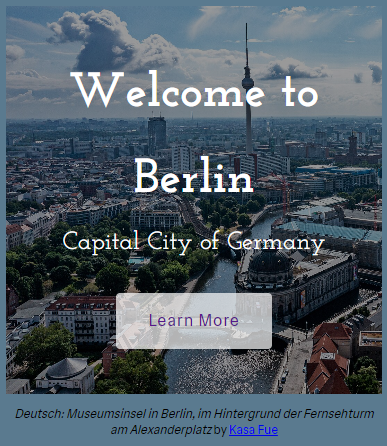 Welcome to
Berlin
Capital City of Germany
Learn More
Deutsch: Museumsinsel in Berlin, im Hintergrund der Fernsehturm
am Alexanderplatz by Kasa Fue